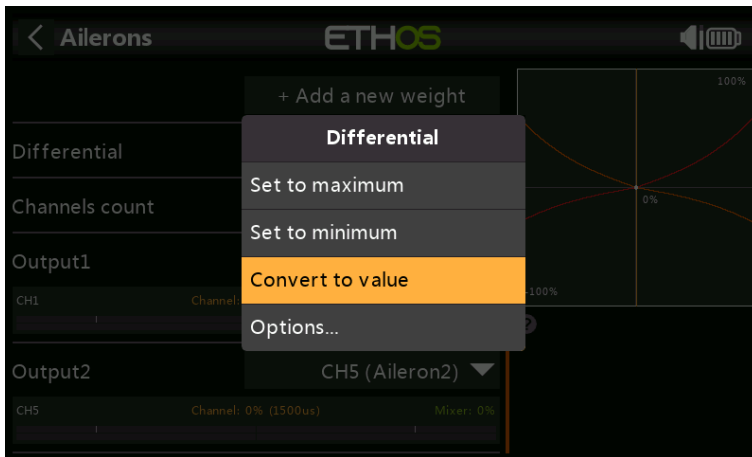 Ailerons
ETHOS
+ Add a new weight
100%
Differential
Differential
Set to maximum
Channels count
0%
Set to minimum
Output1
Convert to value
-100%
CH1
Channel:
Options...
?
Output2
CH5 (Aileron2)
CH5
Channel: 0% (1500us)
Mixer: 0%